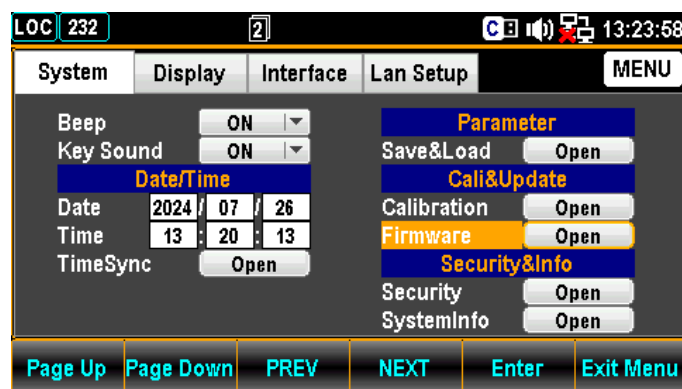 LOC 232 2 C 13:23:58
System Display Interface Lan Setup MENU
Beep ON
Key Sound ON
Date/Time
Date 2024 / 07 / 26
Time 13 : 20 : 13
TimeSync Open
Parameter
Save&Load Open
Cali&Update
Calibration Open
Firmware Open
Security&Info
Security Open
SystemInfo Open
Page Up Page Down PREV NEXT Enter Exit Menu